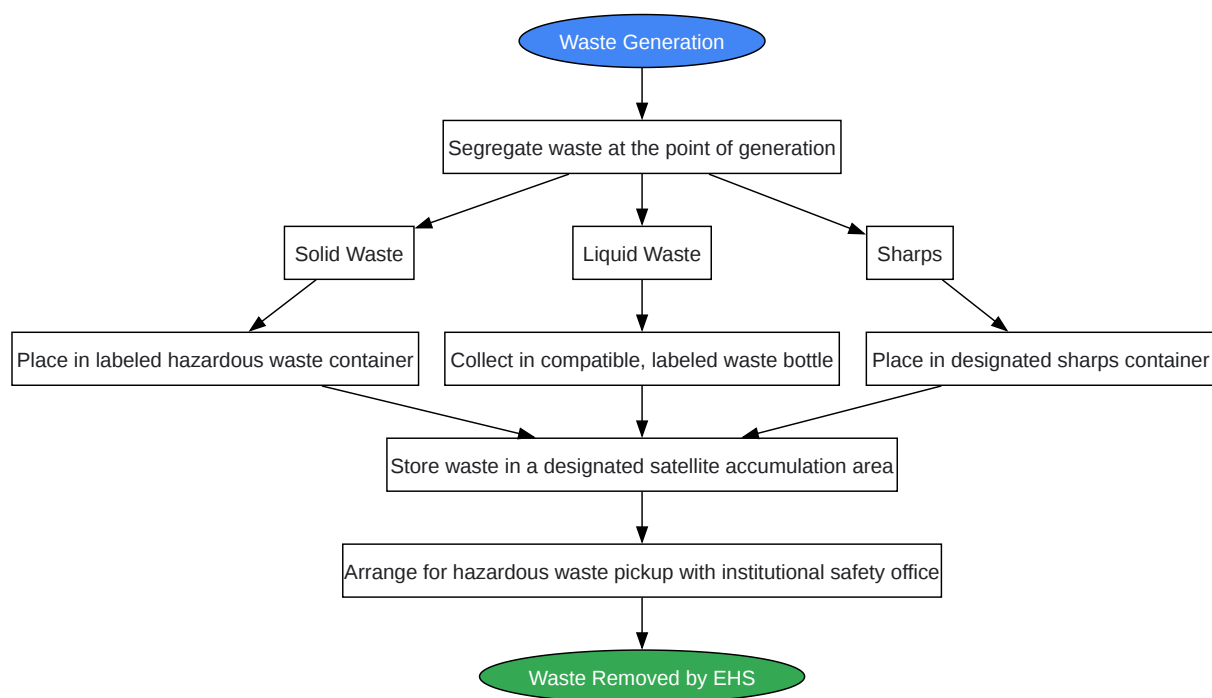 Waste Generation
Segregate waste at the point of generation
Solid Waste
Liquid Waste
Sharps
Place in labeled hazardous waste container
Collect in compatible, labeled waste bottle
Place in designated sharps container
Store waste in a designated satellite accumulation area
Arrange for hazardous waste pickup with institutional safety office
Waste Removed by EHS